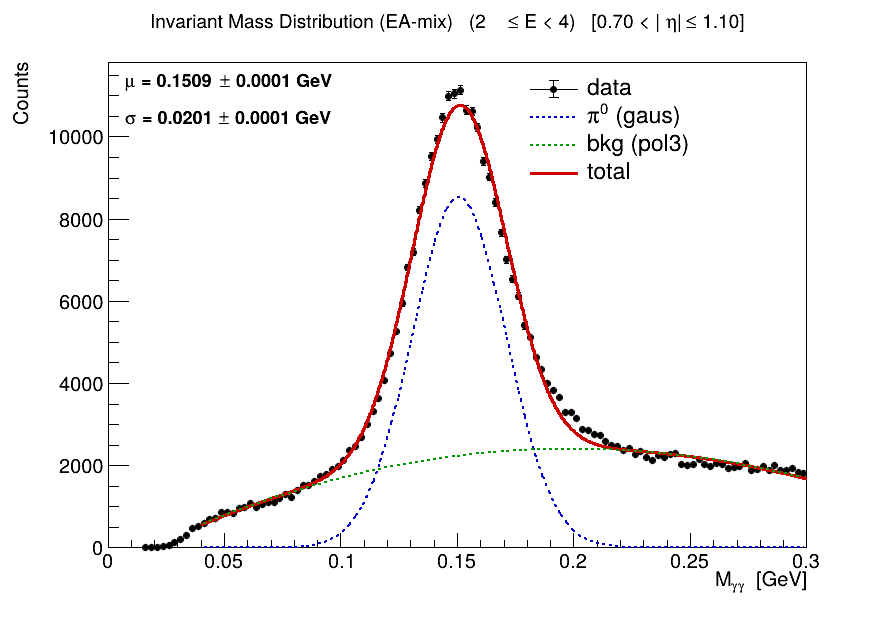 Invariant Mass Distribution (EA-mix) (2 ≤ E < 4) [0.70 < | η| ≤ 1.10]
Counts
μ = 0.1509 ± 0.0001 GeV
σ = 0.0201 ± 0.0001 GeV
data
π⁰ (gaus)
bkg (pol3)
total
10000
8000
6000
4000
2000
0
0 0.05 0.1 0.15 0.2 0.25 0.3
Mγγ [GeV]